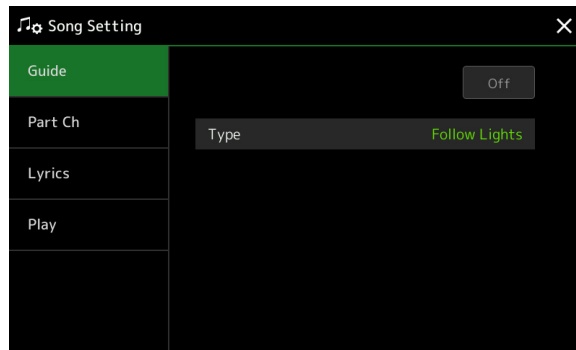 Song Setting
Guide
Off
Part Ch
Type Follow Lights
Lyrics
Play